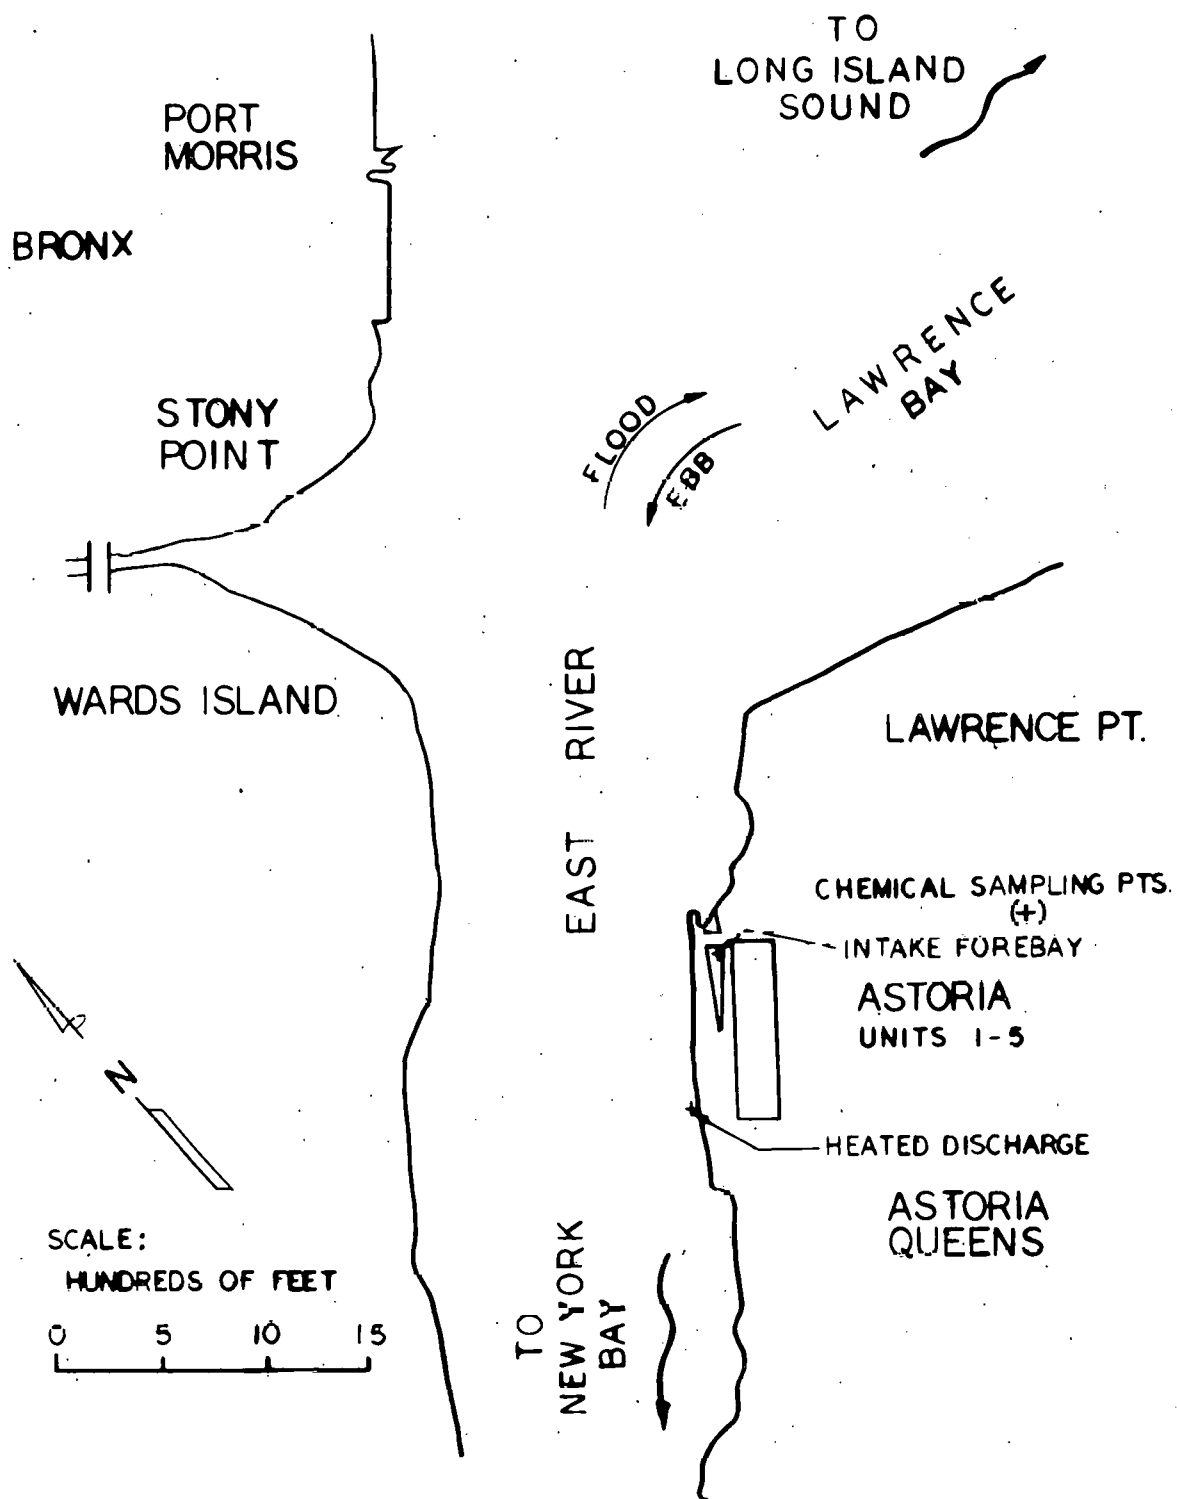 TO
LONG ISLAND
SOUND
PORT
MORRIS
BRONX
LAWRENCE
BAY
STONY
POINT
FLOOD
EBB
WARDS ISLAND
EAST RIVER
LAWRENCE PT.
CHEMICAL SAMPLING PTS.
(+)
INTAKE FOREBAY
ASTORIA
UNITS 1-5
N
HEATED DISCHARGE
ASTORIA
QUEENS
SCALE:
HUNDREDS OF FEET
0 5 10 15
TO
NEW YORK
BAY